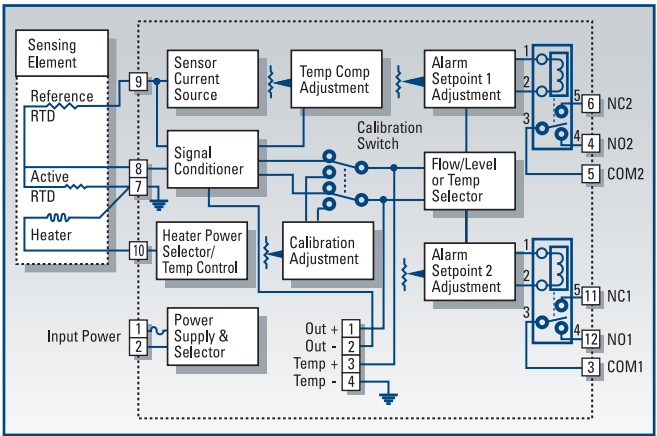 Sensing
Element
Reference
RTD
Active
RTD
Heater
9
8
7
10
Input Power
1
2
Sensor
Current
Source
Signal
Conditioner
Heater Power
Selector/
Temp Control
Power
Supply &
Selector
Temp Comp
Adjustment
Calibration
Switch
Calibration
Adjustment
Out + 1
Out - 2
Temp + 3
Temp - 4
Alarm
Setpoint 1
Adjustment
Flow/Level
or Temp
Selector
Alarm
Setpoint 2
Adjustment
1
2
3
5
4
6 NC2
4 NO2
5 COM2
1
2
3
5
4
11 NC1
12 NO1
3 COM1